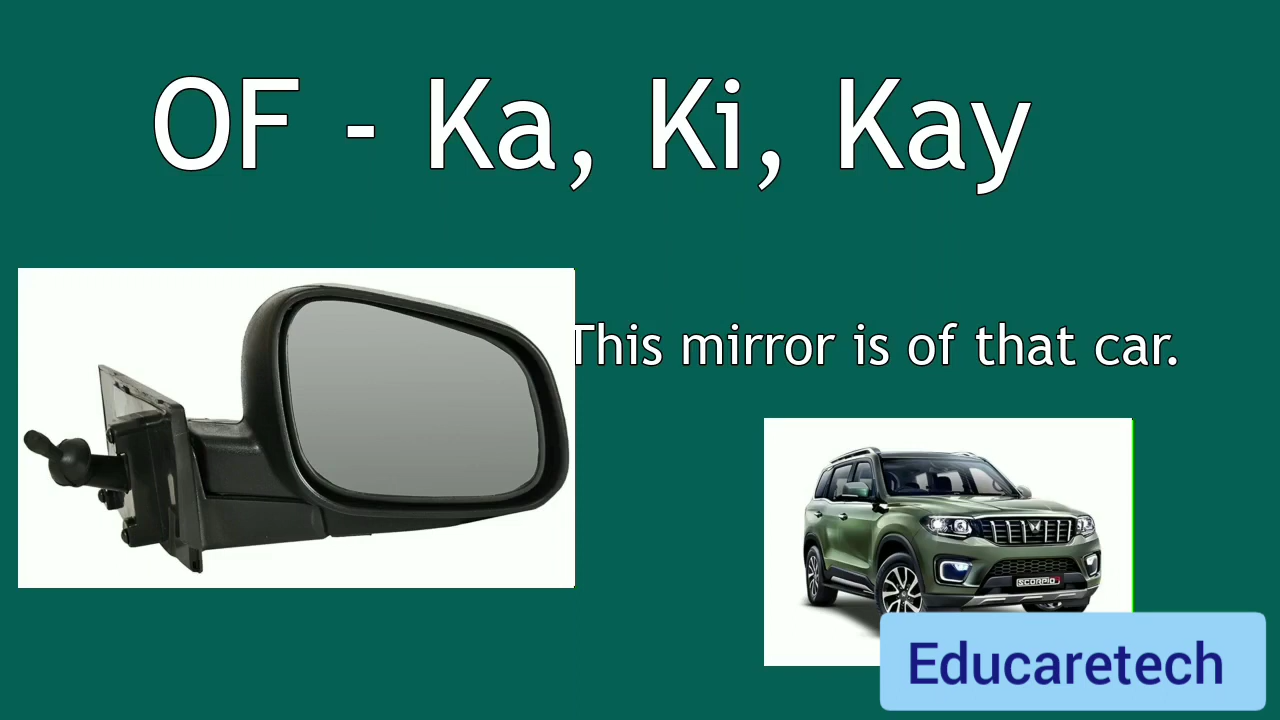 OF - Ka, Ki, Kay
This mirror is of that car.
SCORPIO
Educaretech